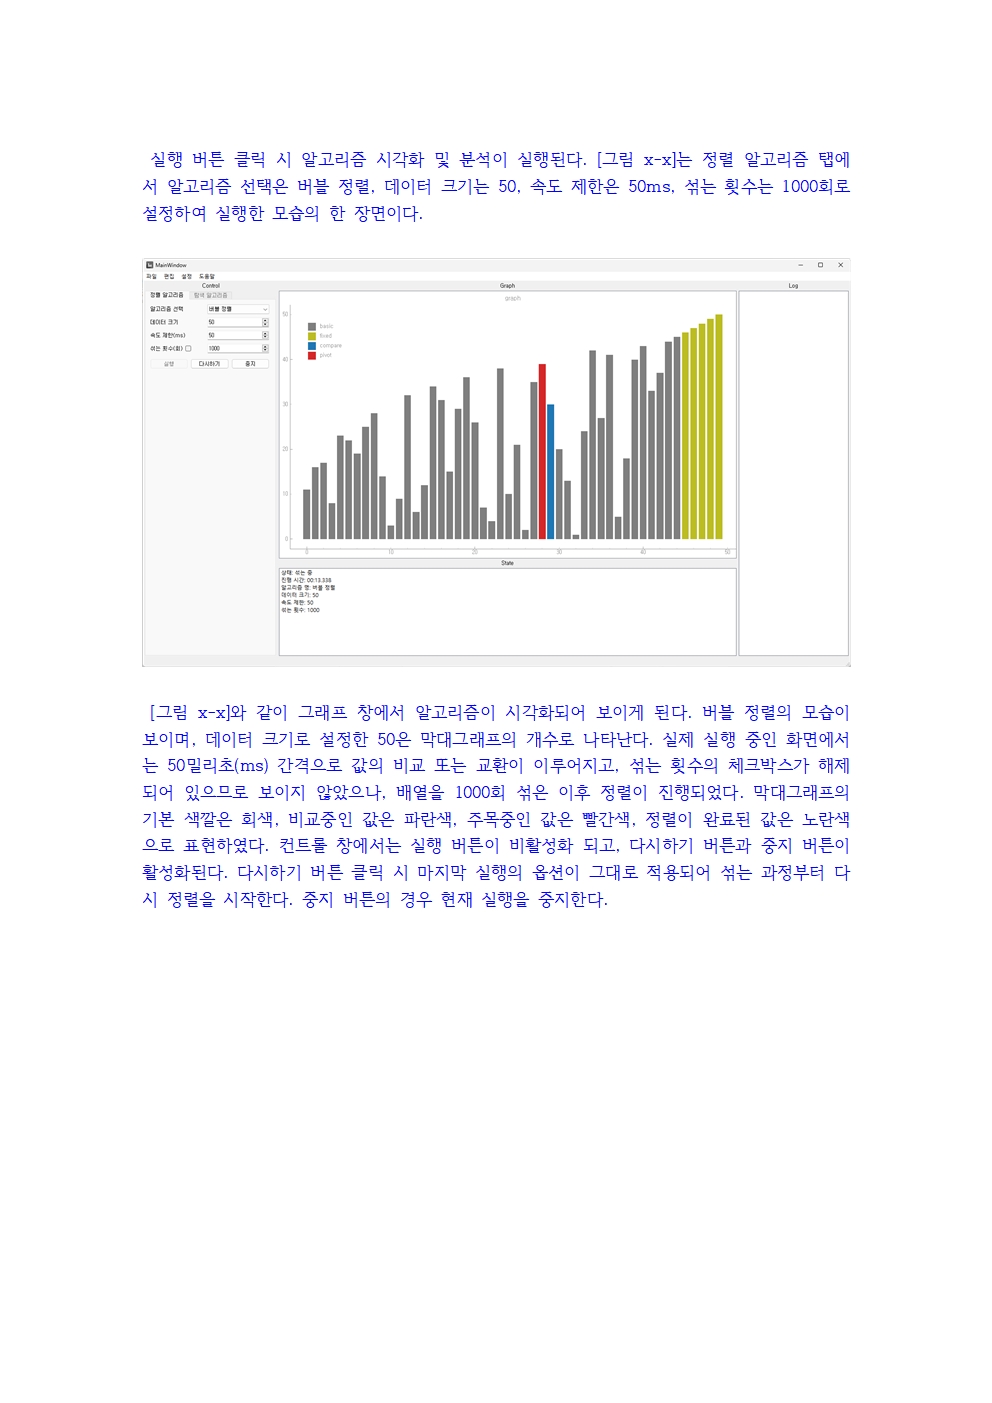 실행 버튼 클릭 시 알고리즘 시각화 및 분석이 실행된다. [그림 x-x]는 정렬 알고리즘 탭에
서 알고리즘 선택은 버블 정렬, 데이터 크기는 50, 속도 제한은 50ms, 섞는 횟수는 1000회로
설정하여 실행한 모습의 한 장면이다.
MainWindow
파일 편집 설정 도움말
Control
Graph
Log
정렬 알고리즘 탐색 알고리즘
알고리즘 선택 버블 정렬
데이터 크기 50
속도 제한(ms) 50
섞는 횟수(회) 1000
실행 다시하기 중지
graph
basic
fixed
compare
pivot
50
40
30
20
10
0
0 10 20 30 40 50
State
상태: 섞는 중
진행 시간: 00:13.338
알고리즘 명: 버블 정렬
데이터 크기: 50
속도 제한: 50
섞는 횟수: 1000
[그림 x-x]와 같이 그래프 창에서 알고리즘이 시각화되어 보이게 된다. 버블 정렬의 모습이
보이며, 데이터 크기로 설정한 50은 막대그래프의 개수로 나타난다. 실제 실행 중인 화면에서
는 50밀리초(ms) 간격으로 값의 비교 또는 교환이 이루어지고, 섞는 횟수의 체크박스가 해제
되어 있으므로 보이지 않았으나, 배열을 1000회 섞은 이후 정렬이 진행되었다. 막대그래프의
기본 색깔은 회색, 비교중인 값은 파란색, 주목중인 값은 빨간색, 정렬이 완료된 값은 노란색
으로 표현하였다. 컨트롤 창에서는 실행 버튼이 비활성화 되고, 다시하기 버튼과 중지 버튼이
활성화된다. 다시하기 버튼 클릭 시 마지막 실행의 옵션이 그대로 적용되어 섞는 과정부터 다
시 정렬을 시작한다. 중지 버튼의 경우 현재 실행을 중지한다.